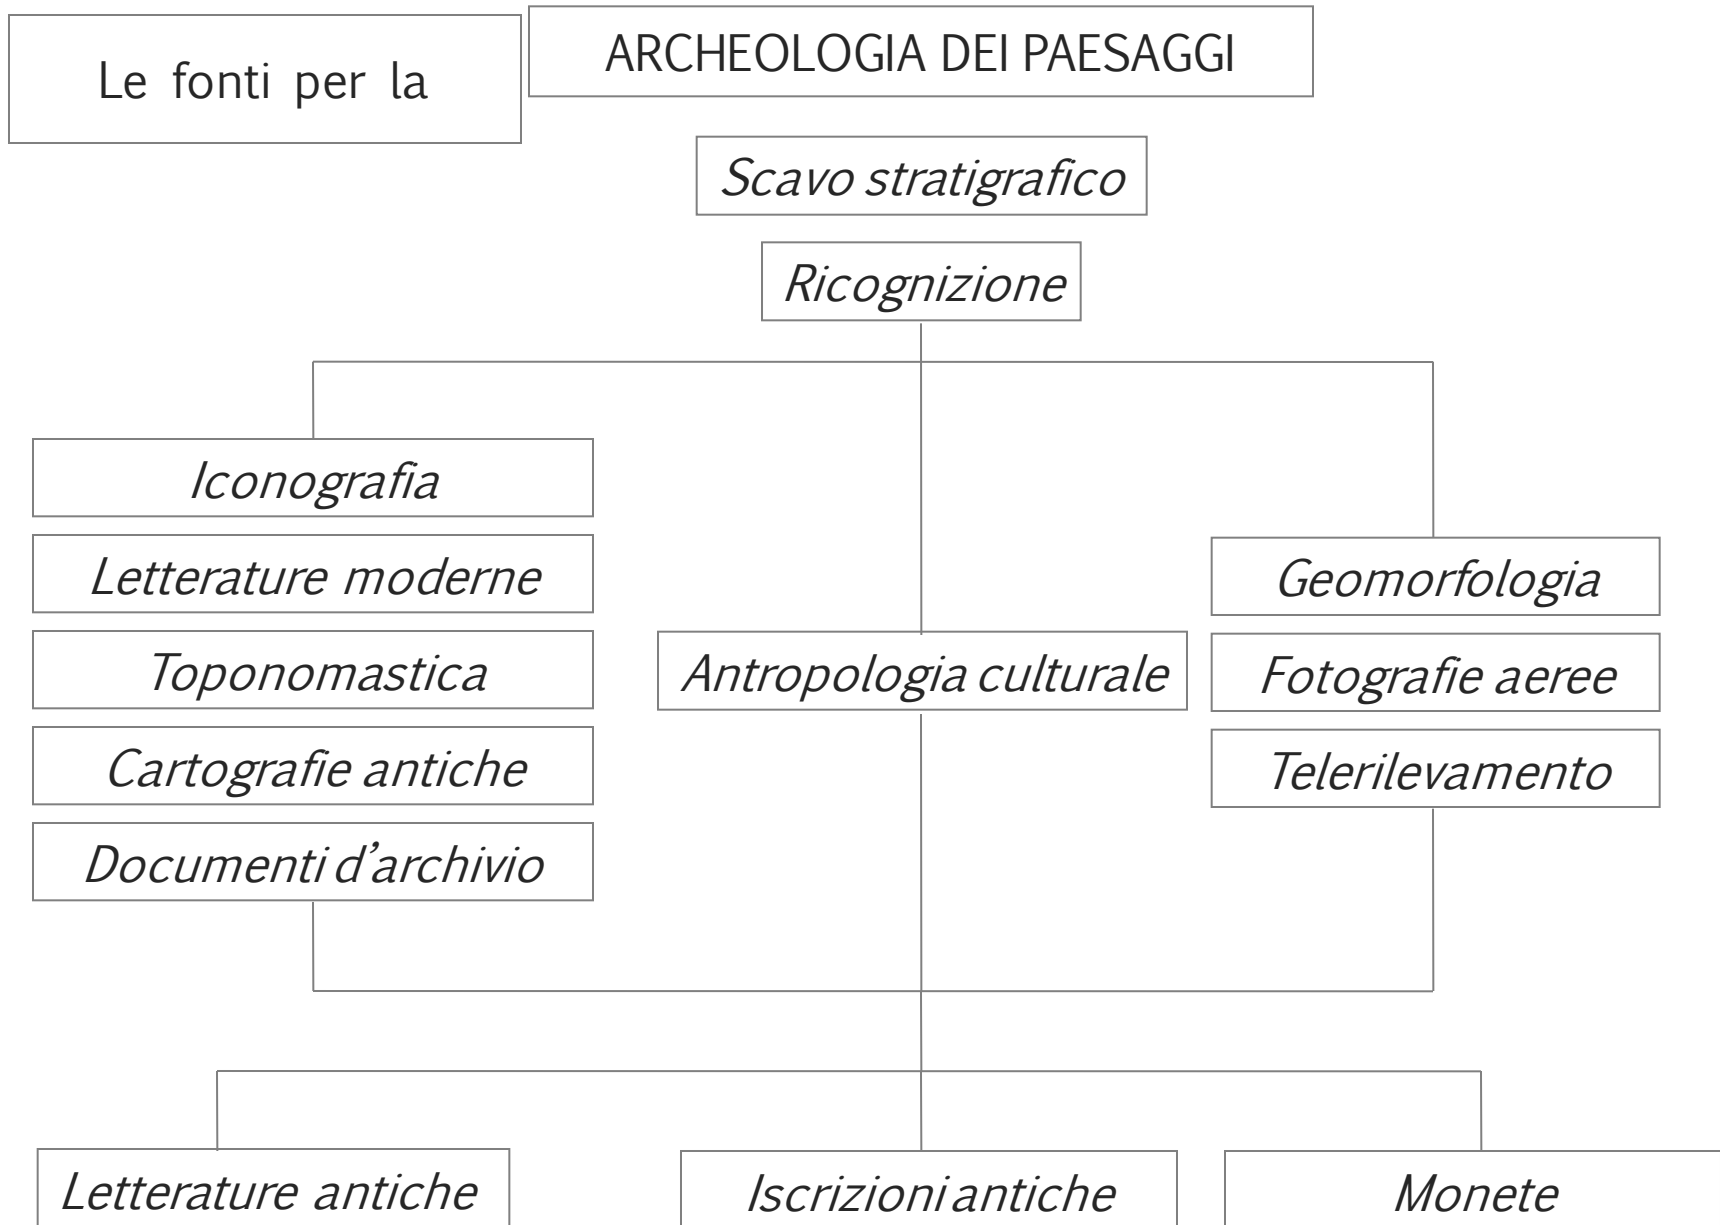 Le fonti per la
ARCHEOLOGIA DEI PAESAGGI
Scavo stratigrafico
Ricognizione
Iconografia
Letterature moderne
Toponomastica
Cartografie antiche
Documenti d’archivio
Antropologia culturale
Geomorfologia
Fotografie aeree
Telerilevamento
Letterature antiche
Iscrizioni antiche
Monete